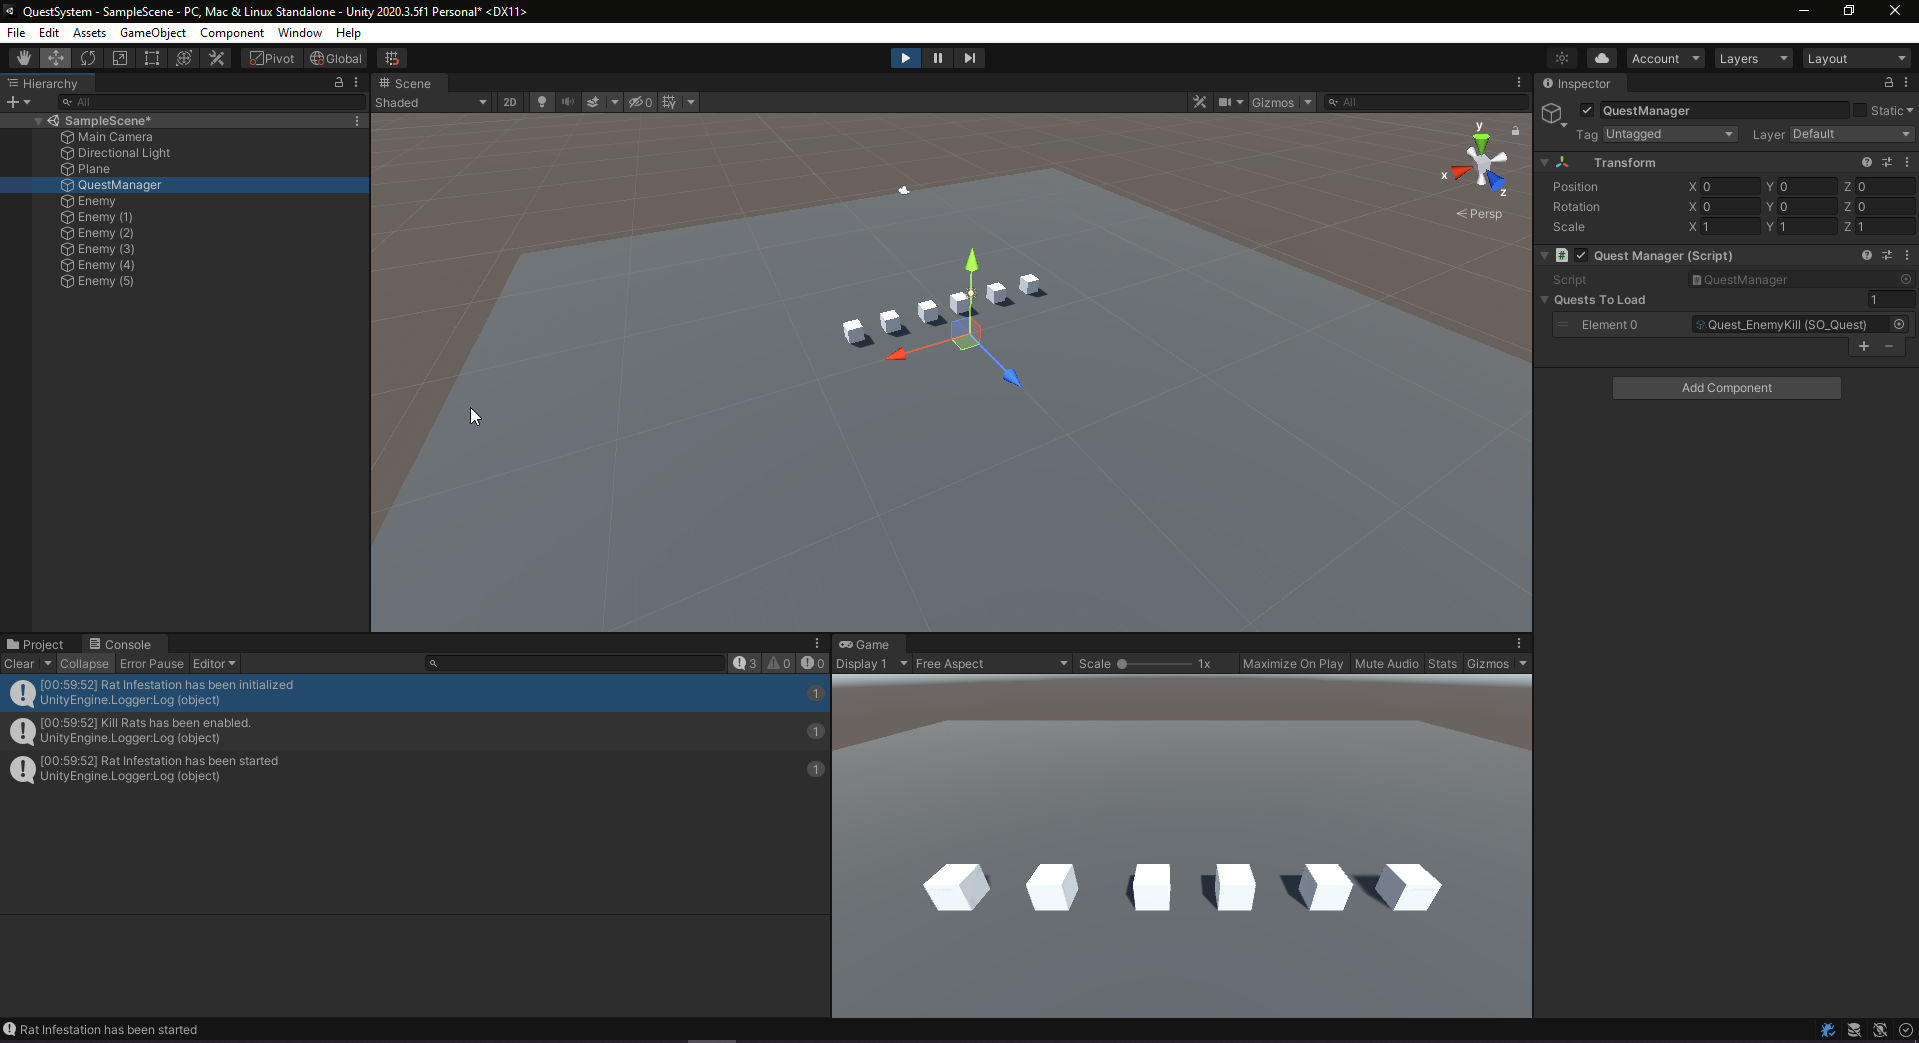 QuestSystem - SampleScene - PC, Mac & Linux Standalone - Unity 2020.3.5f1 Personal* <DX11>
File Edit Assets GameObject Component Window Help
Pivot Global Account Layers Layout
Hierarchy
All
SampleScene*
Main Camera
Directional Light
Plane
QuestManager
Enemy
Enemy (1)
Enemy (2)
Enemy (3)
Enemy (4)
Enemy (5)
Scene
Shaded 2D 0 Gizmos All
y
x
z
Persp
Inspector
QuestManager Static
Tag Untagged Layer Default
Transform
Position X 0 Y 0 Z 0
Rotation X 0 Y 0 Z 0
Scale X 1 Y 1 Z 1
# Quest Manager (Script)
Script QuestManager
Quests To Load 1
Element 0 Quest_EnemyKill (SO_Quest)
Add Component
Project Console
Clear Collapse Error Pause Editor 3 0 0
[00:59:52] Rat Infestation has been initialized
UnityEngine.Logger:Log (object)
1
[00:59:52] Kill Rats has been enabled.
UnityEngine.Logger:Log (object)
1
[00:59:52] Rat Infestation has been started
UnityEngine.Logger:Log (object)
1
Game
Display 1 Free Aspect Scale 1x Maximize On Play Mute Audio Stats Gizmos
Rat Infestation has been started